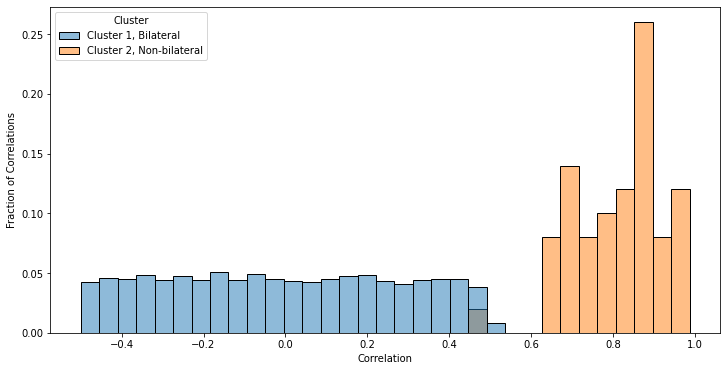 Cluster
Cluster 1, Bilateral
Cluster 2, Non-bilateral
Fraction of Correlations
0.25
0.20
0.15
0.10
0.05
0.00
−0.4 −0.2 0.0 0.2 0.4 0.6 0.8 1.0
Correlation